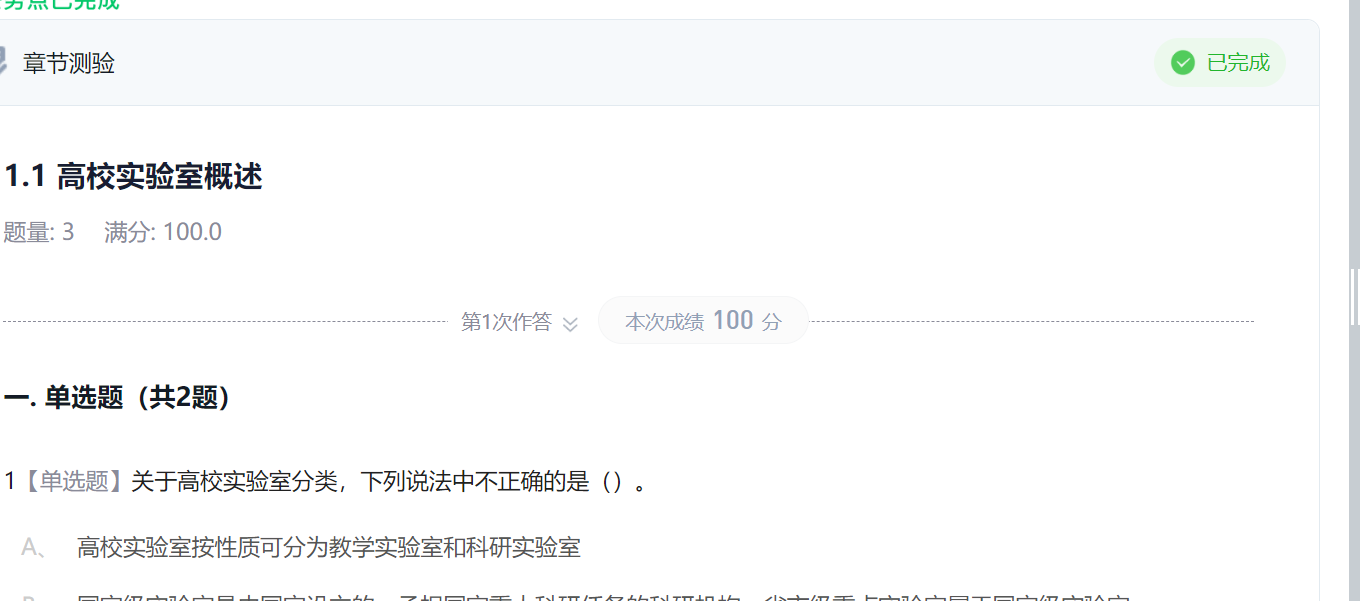 务点已完成
章节测验
已完成
1.1 高校实验室概述
题量: 3 满分: 100.0
第1次作答 本次成绩 100 分
一. 单选题（共2题）
1【单选题】关于高校实验室分类，下列说法中不正确的是（）。
A、 高校实验室按性质可分为教学实验室和科研实验室